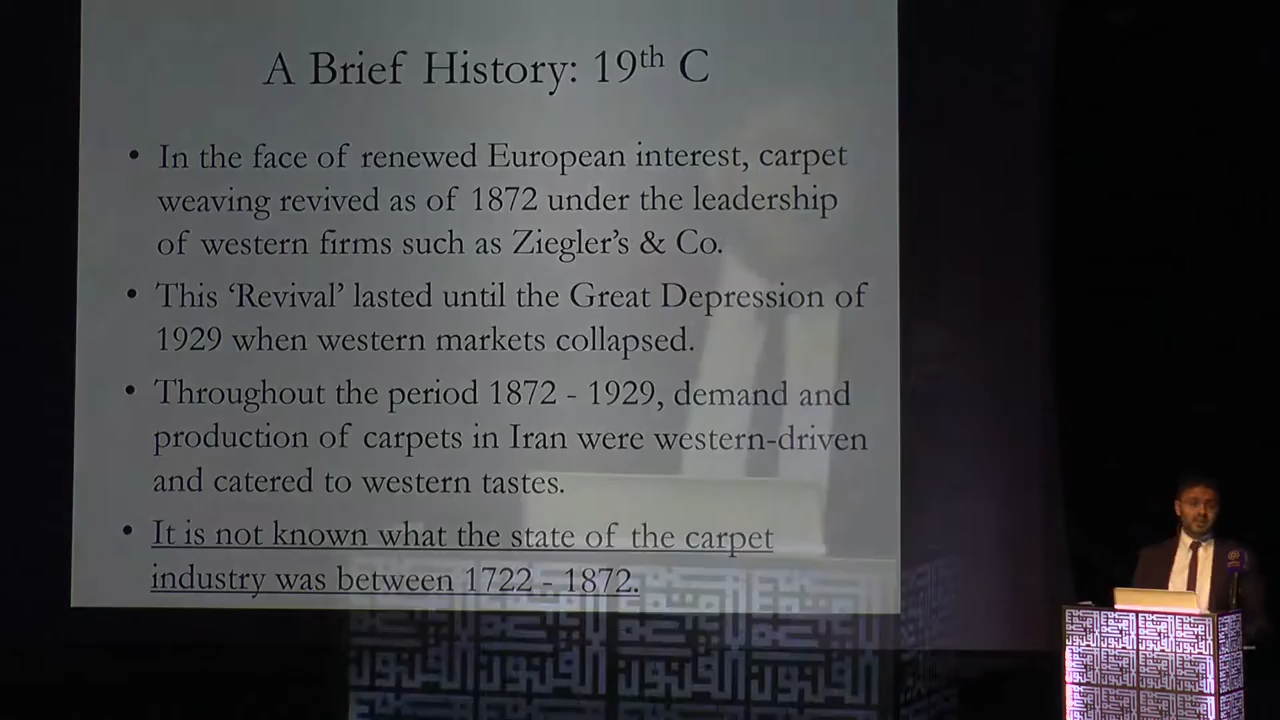 A Brief History: 19th C
• In the face of renewed European interest, carpet
weaving revived as of 1872 under the leadership
of western firms such as Ziegler's & Co.
• This 'Revival' lasted until the Great Depression of
1929 when western markets collapsed.
• Throughout the period 1872 - 1929, demand and
production of carpets in Iran were western-driven
and catered to western tastes.
• It is not known what the state of the carpet
industry was between 1722 - 1872.